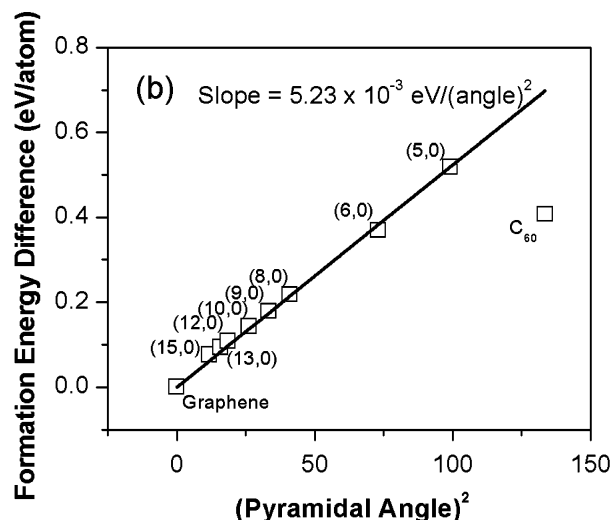 Formation Energy Difference (eV/atom)
0.8
0.6
0.4
0.2
0.0
(b) Slope = 5.23 x 10⁻³ eV/(angle)²
(5,0)
(6,0)
C₆₀
(8,0)
(9,0)
(10,0)
(12,0)
(15,0)
(13,0)
Graphene
0 50 100 150
(Pyramidal Angle)²